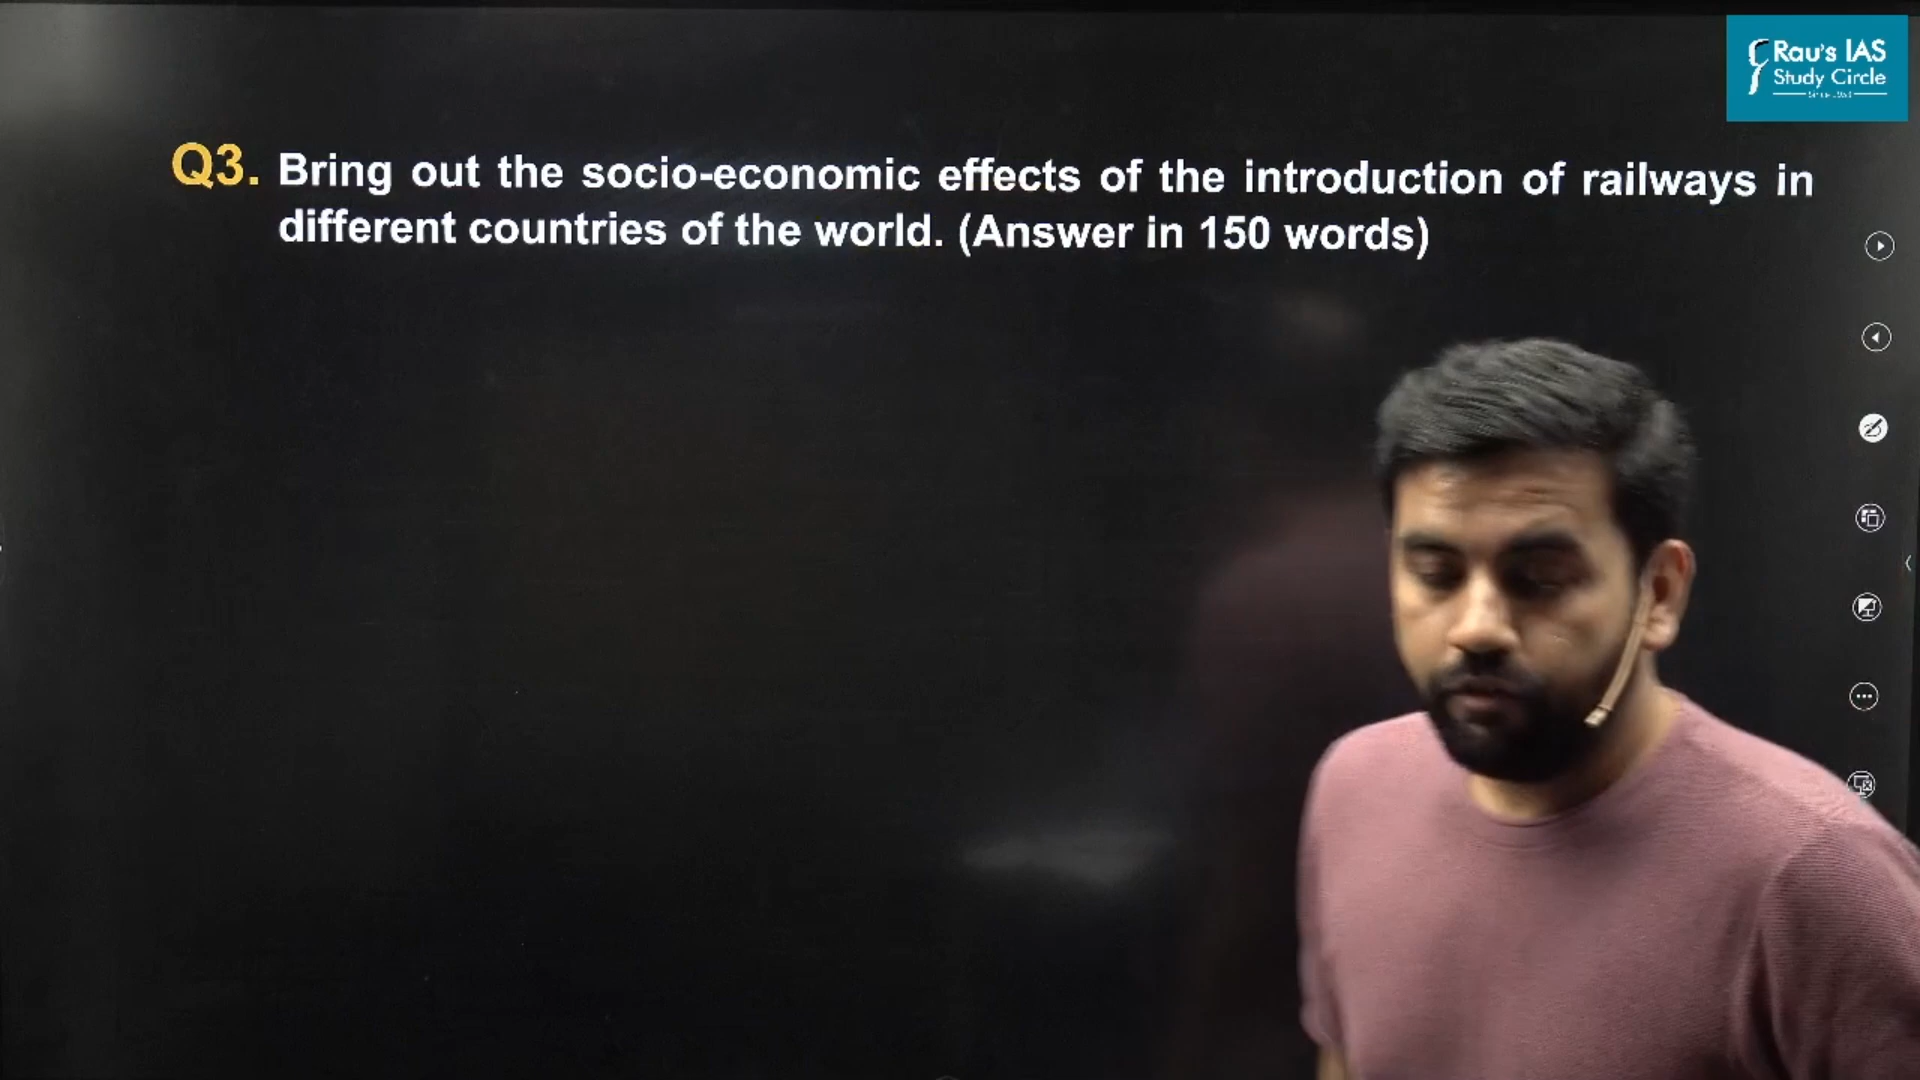 Rau's IAS
Study Circle
Q3. Bring out the socio-economic effects of the introduction of railways in
different countries of the world. (Answer in 150 words)